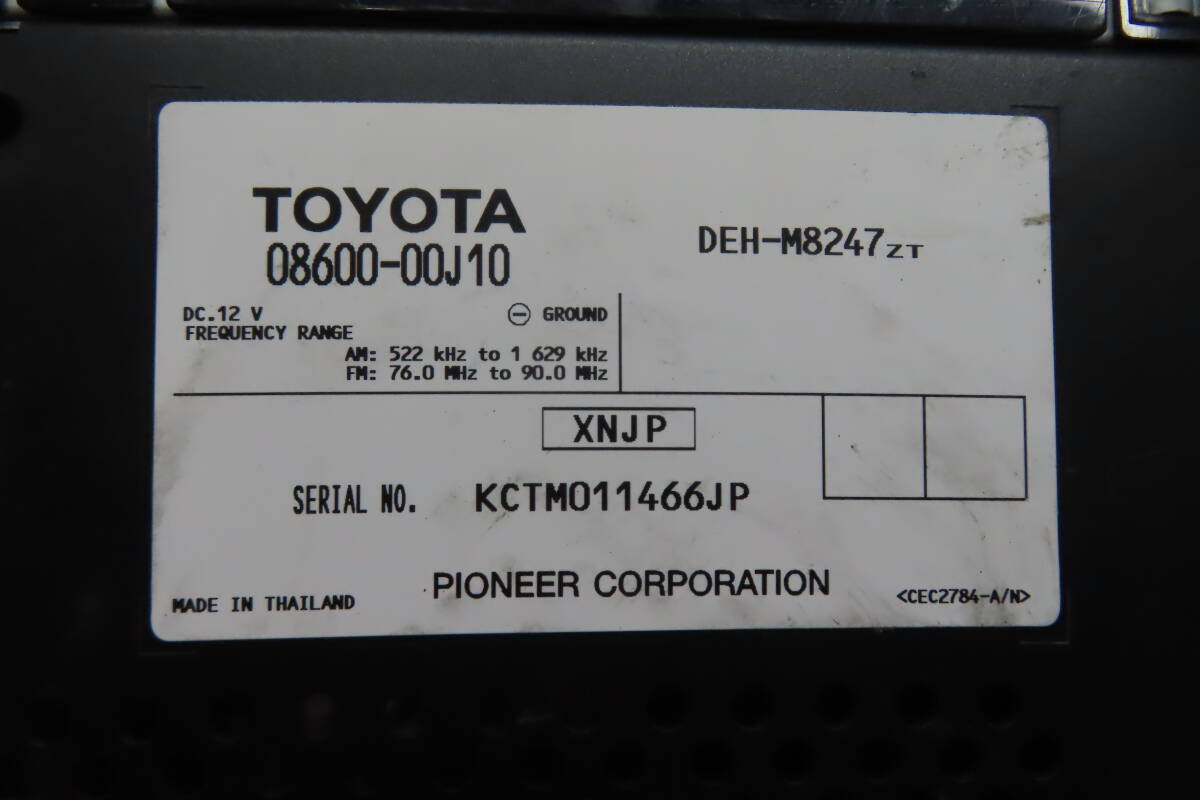 TOYOTA
08600-00J10
DEH-M8247ZT
DC.12 V ⊖ GROUND
FREQUENCY RANGE
AM: 522 kHz to 1 629 kHz
FM: 76.0 MHz to 90.0 MHz
XNJP
SERIAL NO. KCTM011466JP
PIONEER CORPORATION
MADE IN THAILAND
<CEC2784-A/N>